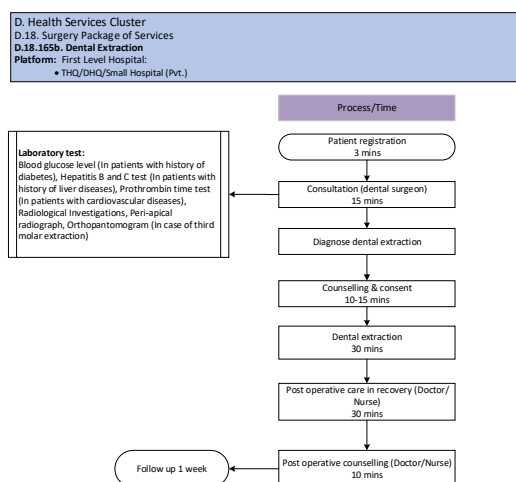 D. Health Services Cluster
D.18. Surgery Package of Services
D.18.165b. Dental Extraction
Platform: First Level Hospital:
• THQ/DHQ/Small Hospital (Pvt.)
Process/Time
Patient registration
3 mins
Laboratory test:
Blood glucose level (In patients with history of
diabetes), Hepatitis B and C test (In patients with
history of liver diseases), Prothrombin time test
(In patients with cardiovascular diseases),
Radiological Investigations, Peri-apical
radiograph, Orthopantomogram (In case of third
molar extraction)
Consultation (dental surgeon)
15 mins
Diagnose dental extraction
Counselling & consent
10-15 mins
Dental extraction
30 mins
Post operative care in recovery (Doctor/
Nurse)
30 mins
Post operative counselling (Doctor/Nurse)
10 mins
Follow up 1 week